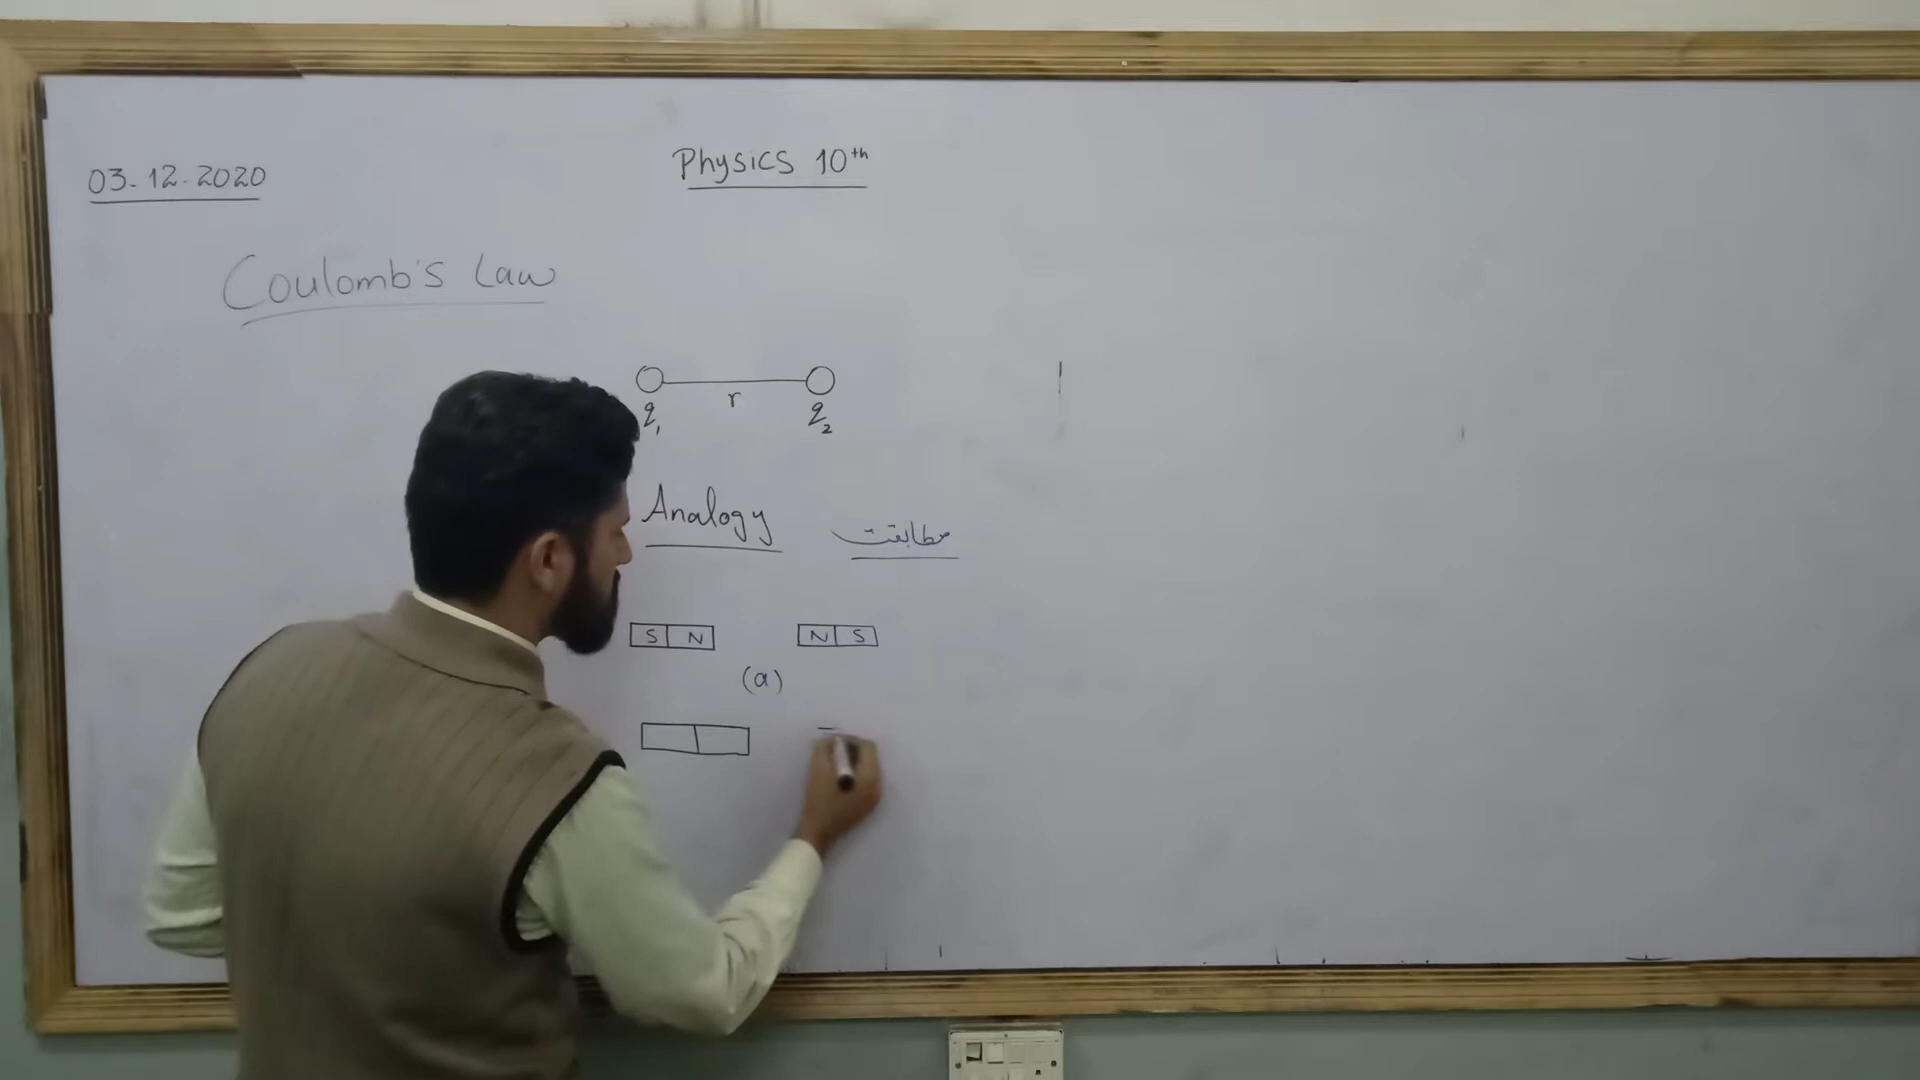 Physics 10th
03-12-2020
Coulomb's Law
r
q1 q2
Analogy مطابقت
S N N S
(a)